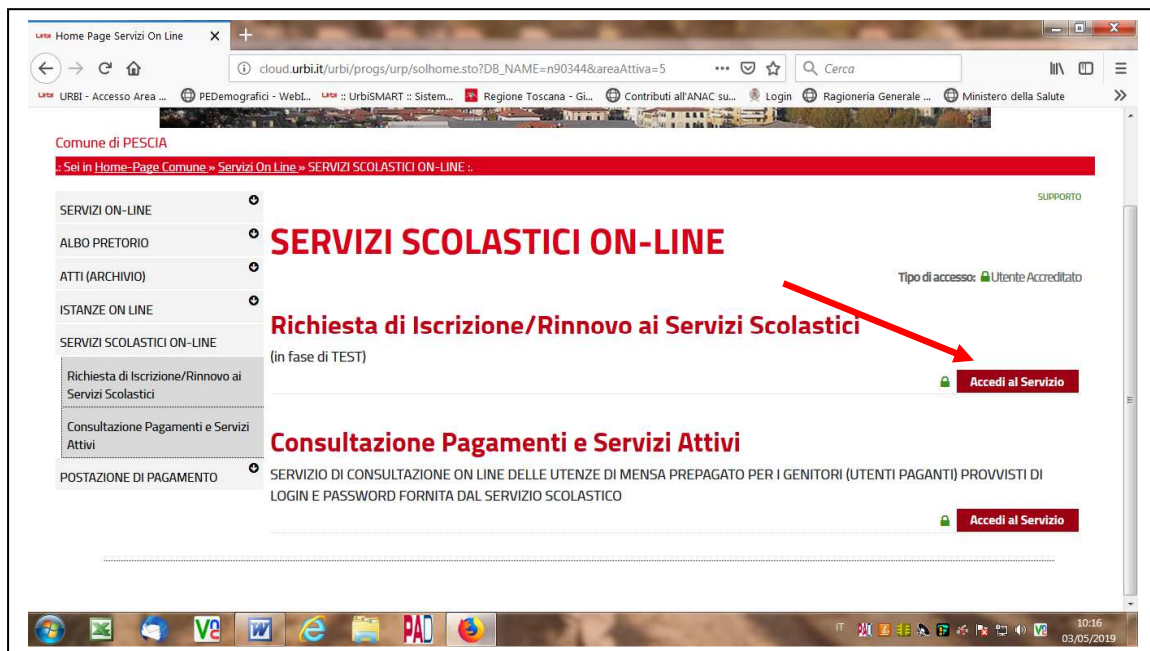 URBI Home Page Servizi On Line X +
cloud.urbi.it/urbi/progs/urp/solhome.sto?DB_NAME=n90344&areaAttiva=5 Cerca
URBI - Accesso Area ... PEDemografici - WebI... URBI :: UrbiSMART :: Sistem... Regione Toscana - Gi... Contributi all'ANAC su... Login Ragioneria Generale ... Ministero della Salute
Comune di PESCIA
.: Sei in Home-Page Comune » Servizi On Line » SERVIZI SCOLASTICI ON-LINE :.
SERVIZI ON-LINE
ALBO PRETORIO
ATTI (ARCHIVIO)
ISTANZE ON LINE
SERVIZI SCOLASTICI ON-LINE
Richiesta di Iscrizione/Rinnovo ai
Servizi Scolastici
Consultazione Pagamenti e Servizi
Attivi
POSTAZIONE DI PAGAMENTO
SUPPORTO
SERVIZI SCOLASTICI ON-LINE
Tipo di accesso: Utente Accreditato
Richiesta di Iscrizione/Rinnovo ai Servizi Scolastici
(in fase di TEST)
Accedi al Servizio
Consultazione Pagamenti e Servizi Attivi
SERVIZIO DI CONSULTAZIONE ON LINE DELLE UTENZE DI MENSA PREPAGATO PER I GENITORI (UTENTI PAGANTI) PROVVISTI DI
LOGIN E PASSWORD FORNITA DAL SERVIZIO SCOLASTICO
Accedi al Servizio
PAD
IT
10:16
03/05/2019